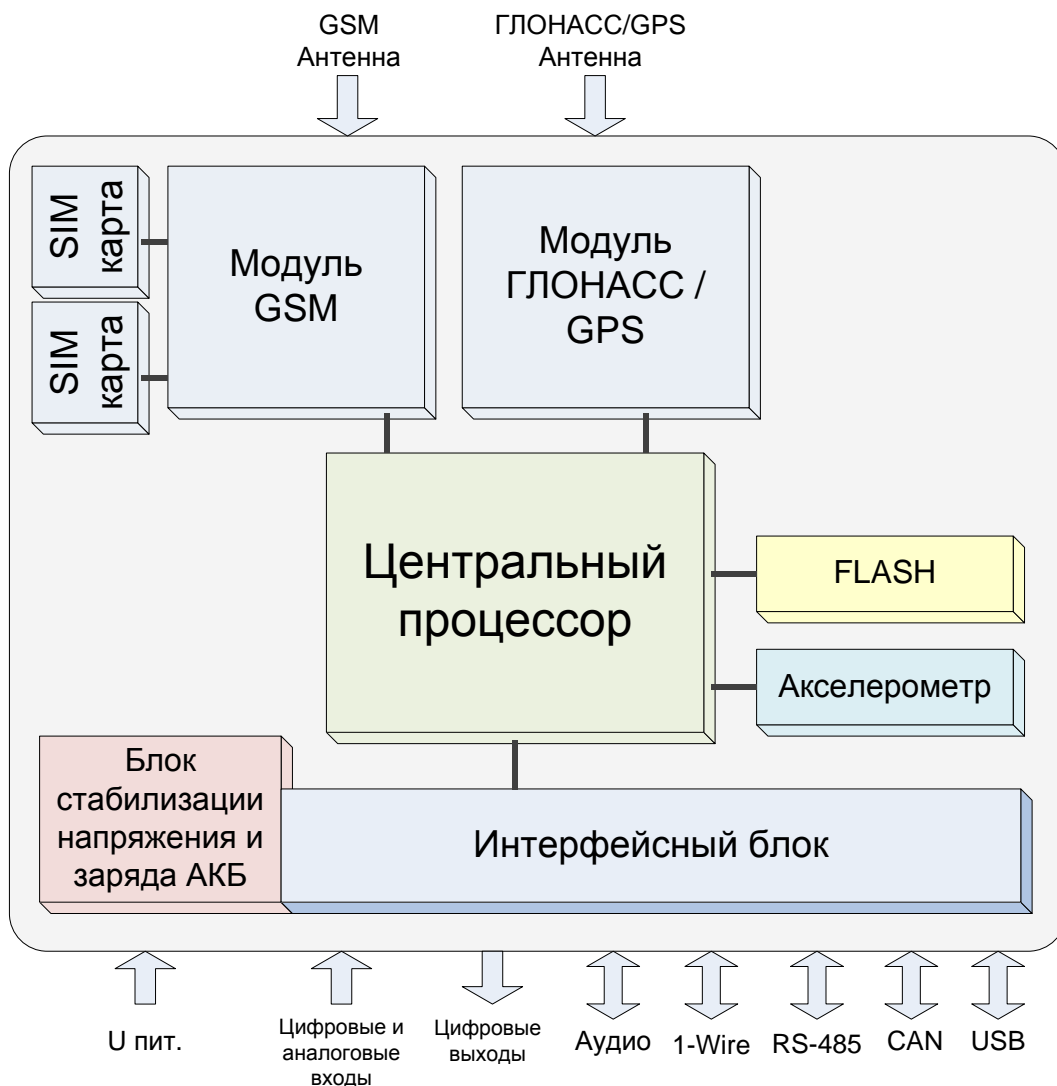 GSM
Антенна
ГЛОНАСС/GPS
Антенна
SIM
карта
SIM
карта
Модуль
GSM
Модуль
ГЛОНАСС /
GPS
Центральный
процессор
FLASH
Акселерометр
Блок
стабилизации
напряжения и
заряда АКБ
Интерфейсный блок
U пит.
Цифровые и
аналоговые
входы
Цифровые
выходы
Аудио
1-Wire
RS-485
CAN
USB